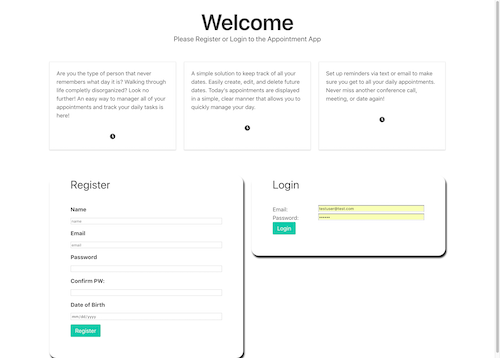 Welcome
Please Register or Login to the Appointment App
Are you the type of person that never
remembers what day it is? Walking through
life completly disorganized? Look no
further! An easy way to manage all of your
appointments and track your daily tasks is
here!
A simple solution to keep track of all your
dates. Easily create, edit, and delete future
dates. Today's appointments are displayed
in a simple, clear manner that allows you to
quickly manage your day.
Set up reminders via text or email to make
sure you get to all your daily appointments.
Never miss another conference call,
meeting, or date again!
Register
Name
name
Email
email
Password
Confirm PW:
Date of Birth
mm/dd/yyyy
Register
Login
Email:
testuser@test.com
Password:
Login